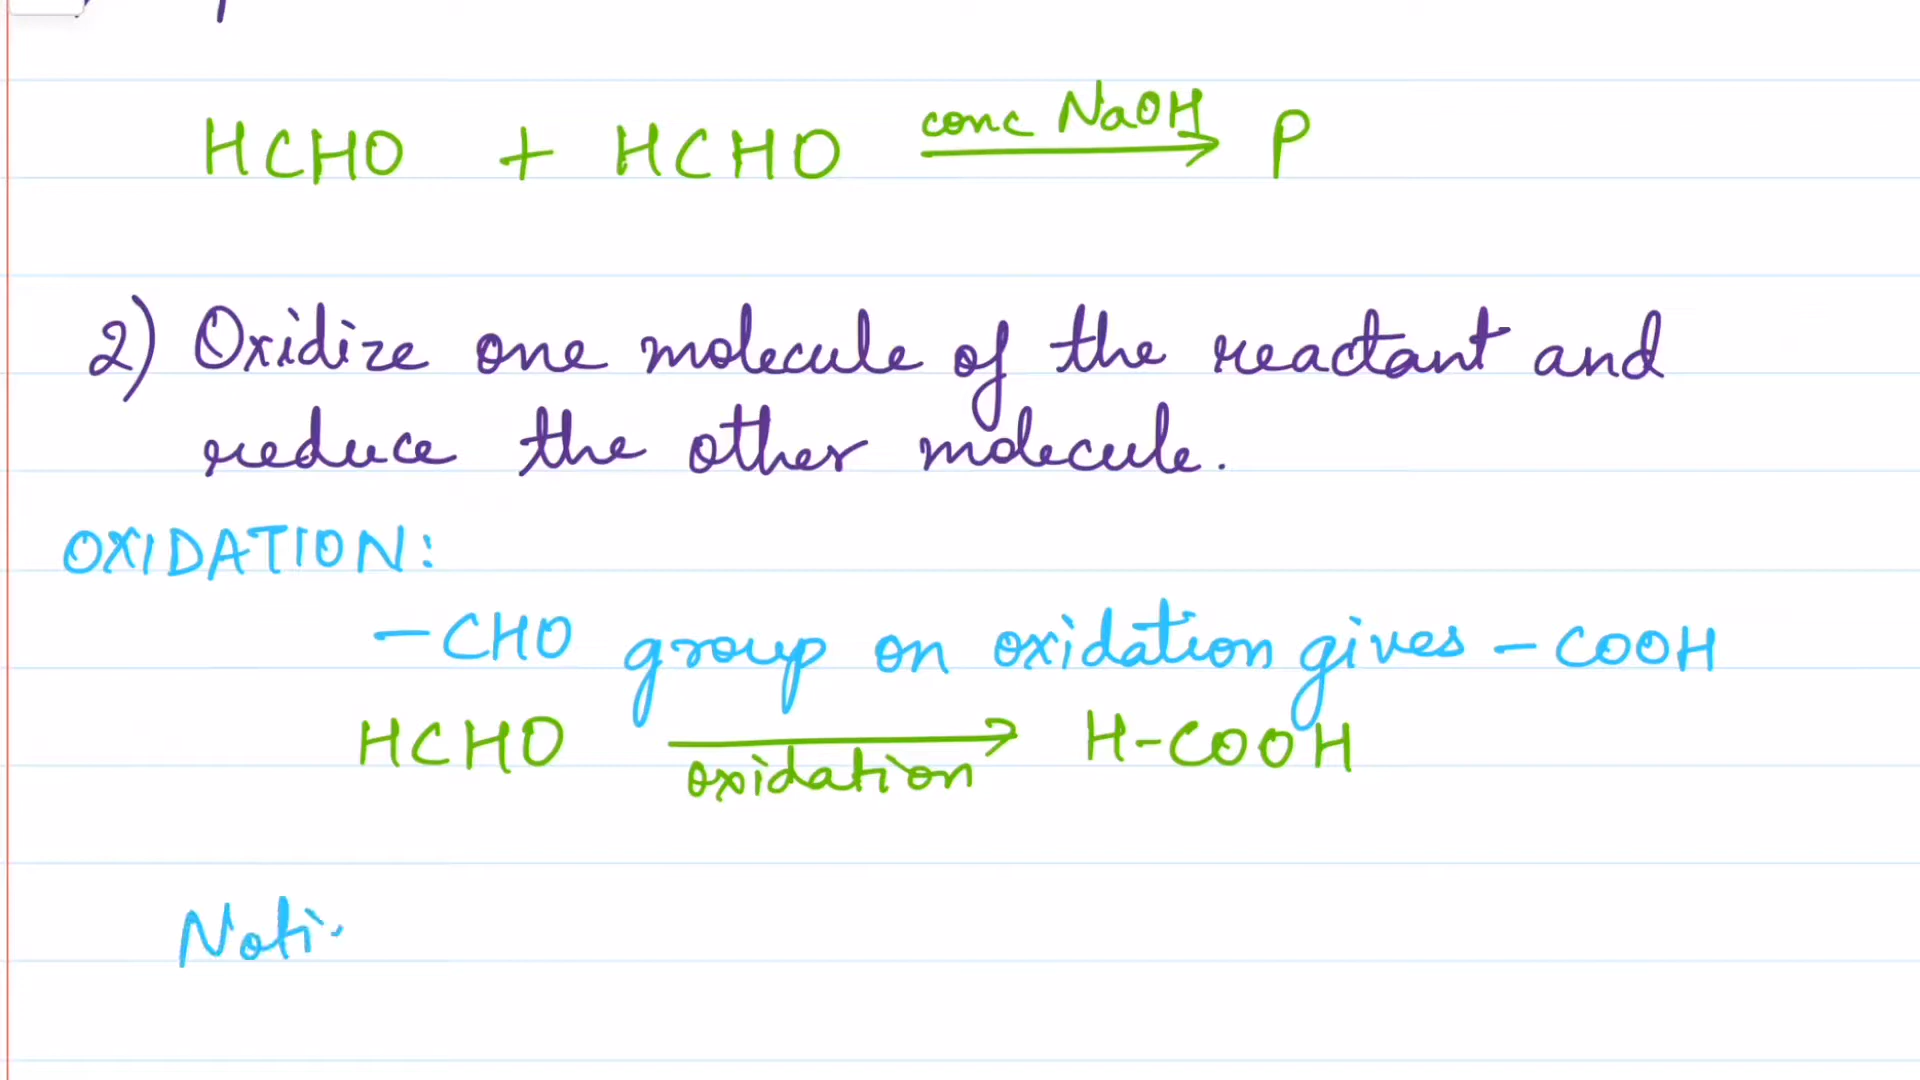 HCHO + HCHO conc NaOH P
2) Oxidize one molecule of the reactant and
reduce the other molecule.
OXIDATION:
-CHO group on oxidation gives -COOH
HCHO oxidation H-COOH
Noti